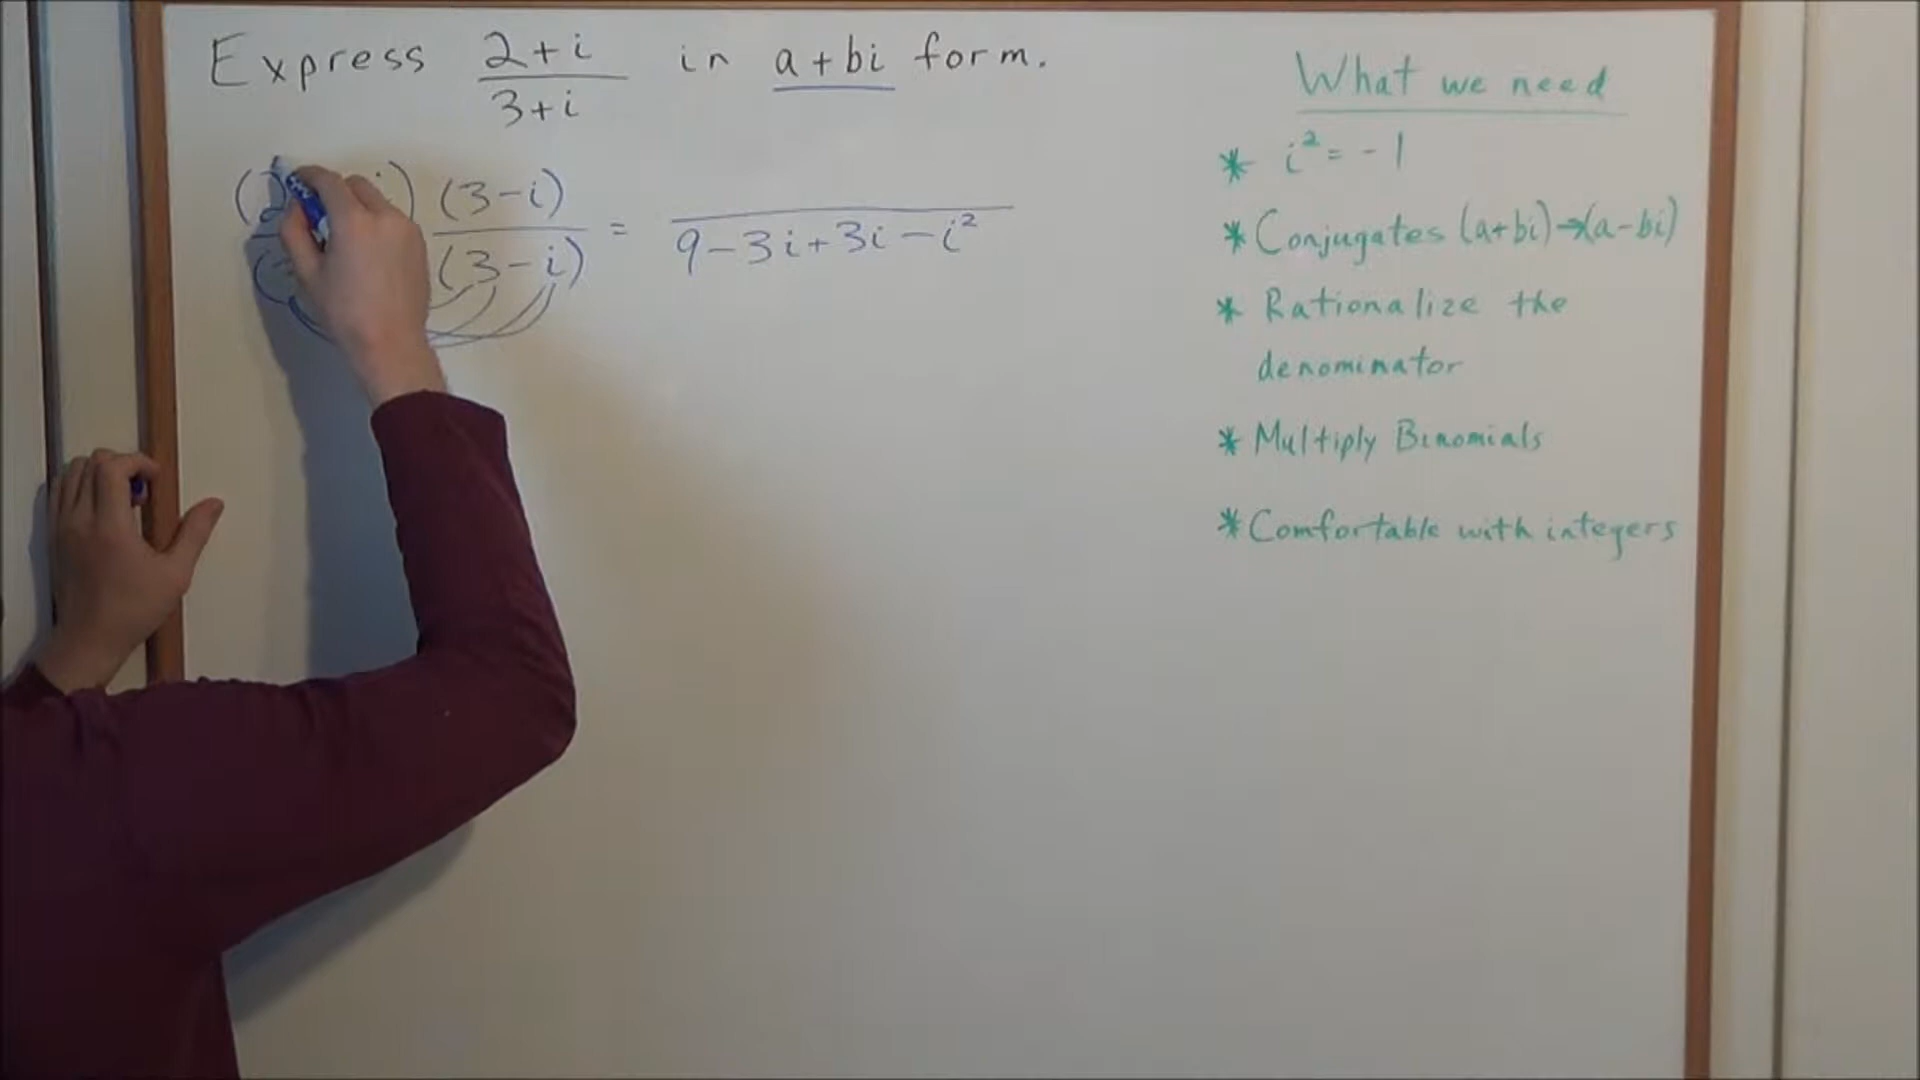 Express 2+i in a+bi form.
3+i
(2 i) (3-i) =
(3-i) 9-3i+3i-i²
What we need
* i² = -1
* Conjugates (a+bi)→(a-bi)
* Rationalize the
denominator
* Multiply Binomials
* Comfortable with integers